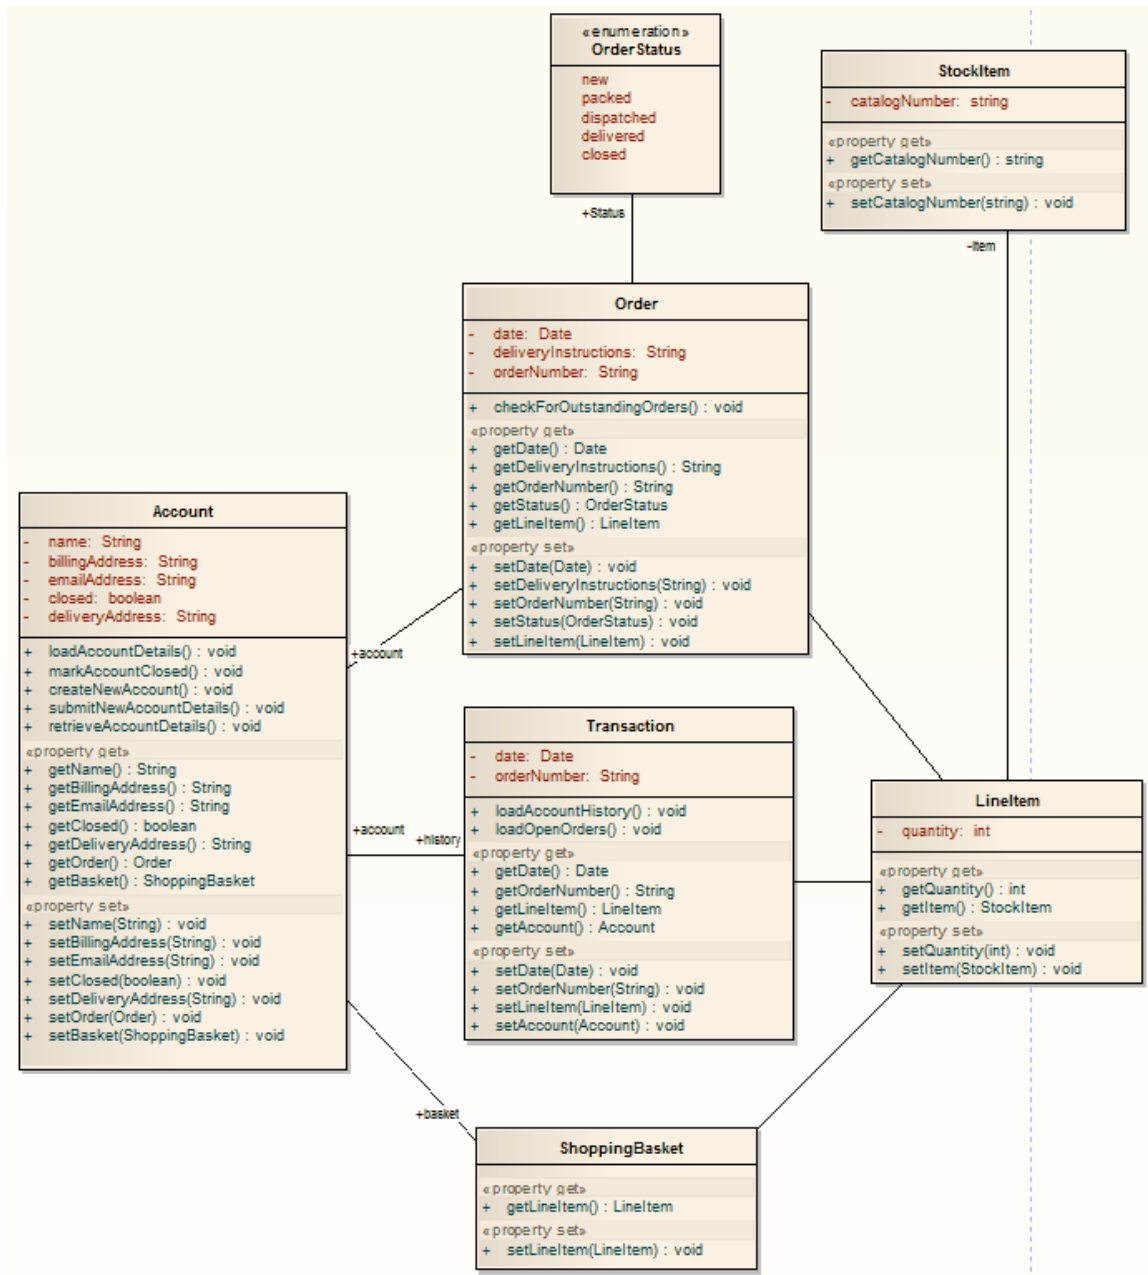 «enumeration»
OrderStatus
new
packed
dispatched
delivered
closed
+Status
StockItem
- catalogNumber: string
«property get»
+ getCatalogNumber() : string
«property set»
+ setCatalogNumber(string) : void
-Item
Order
- date: Date
- deliveryInstructions: String
- orderNumber: String
+ checkForOutstandingOrders() : void
«property get»
+ getDate() : Date
+ getDeliveryInstructions() : String
+ getOrderNumber() : String
+ getStatus() : OrderStatus
+ getLineItem() : LineItem
«property set»
+ setDate(Date) : void
+ setDeliveryInstructions(String) : void
+ setOrderNumber(String) : void
+ setStatus(OrderStatus) : void
+ setLineItem(LineItem) : void
Account
- name: String
- billingAddress: String
- emailAddress: String
- closed: boolean
- deliveryAddress: String
+ loadAccountDetails() : void
+ markAccountClosed() : void
+ createNewAccount() : void
+ submitNewAccountDetails() : void
+ retrieveAccountDetails() : void
«property get»
+ getName() : String
+ getBillingAddress() : String
+ getEmailAddress() : String
+ getClosed() : boolean
+ getDeliveryAddress() : String
+ getOrder() : Order
+ getBasket() : ShoppingBasket
«property set»
+ setName(String) : void
+ setBillingAddress(String) : void
+ setEmailAddress(String) : void
+ setClosed(boolean) : void
+ setDeliveryAddress(String) : void
+ setOrder(Order) : void
+ setBasket(ShoppingBasket) : void
+account
+account
+history
+basket
Transaction
- date: Date
- orderNumber: String
+ loadAccountHistory() : void
+ loadOpenOrders() : void
«property get»
+ getDate() : Date
+ getOrderNumber() : String
+ getLineItem() : LineItem
+ getAccount() : Account
«property set»
+ setDate(Date) : void
+ setOrderNumber(String) : void
+ setLineItem(LineItem) : void
+ setAccount(Account) : void
LineItem
- quantity: int
«property get»
+ getQuantity() : int
+ getItem() : StockItem
«property set»
+ setQuantity(int) : void
+ setItem(StockItem) : void
ShoppingBasket
«property get»
+ getLineItem() : LineItem
«property set»
+ setLineItem(LineItem) : void